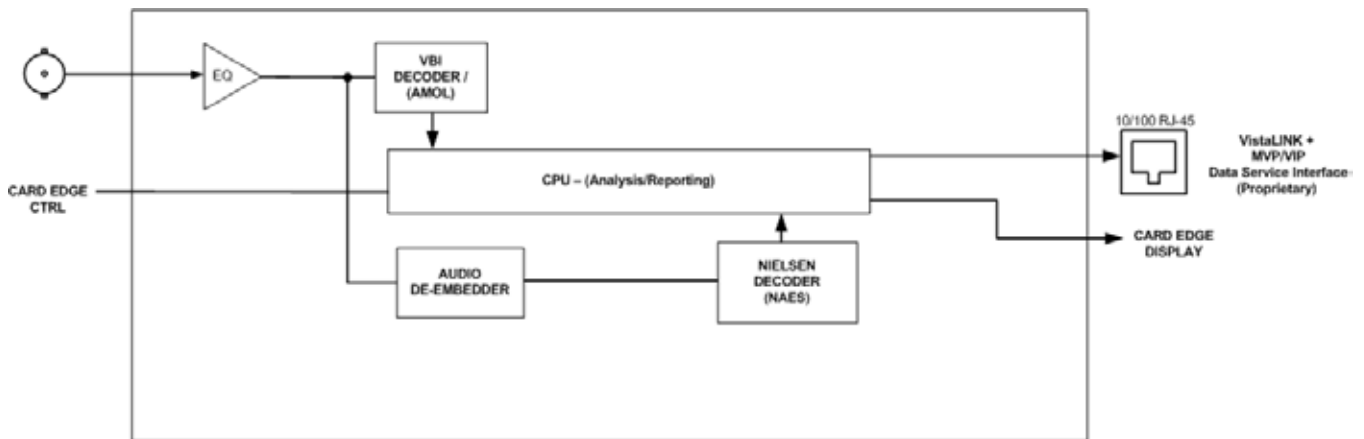 EQ
VBI
DECODER /
(AMOL)
10/100 RJ-45
VistaLINK +
MVP/VIP
Data Service Interface
(Proprietary)
CPU – (Analysis/Reporting)
CARD EDGE
CTRL
CARD EDGE
DISPLAY
AUDIO
DE-EMBEDDER
NIELSEN
DECODER
(NAES)